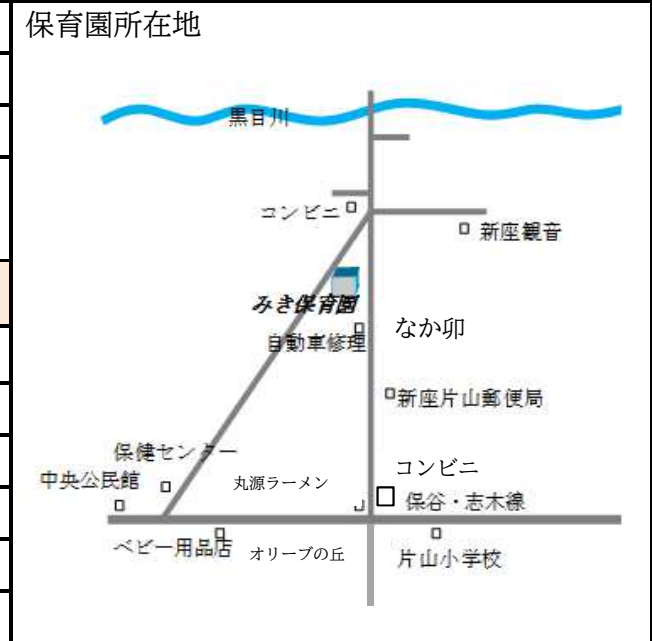 保育園所在地
黒目川
コンビニ
新座観音
みき保育園
なか卯
自動車修理
新座片山郵便局
保健センター
コンビニ
中央公民館
丸源ラーメン
保谷・志木線
ベビー用品店
オリーブの丘
片山小学校